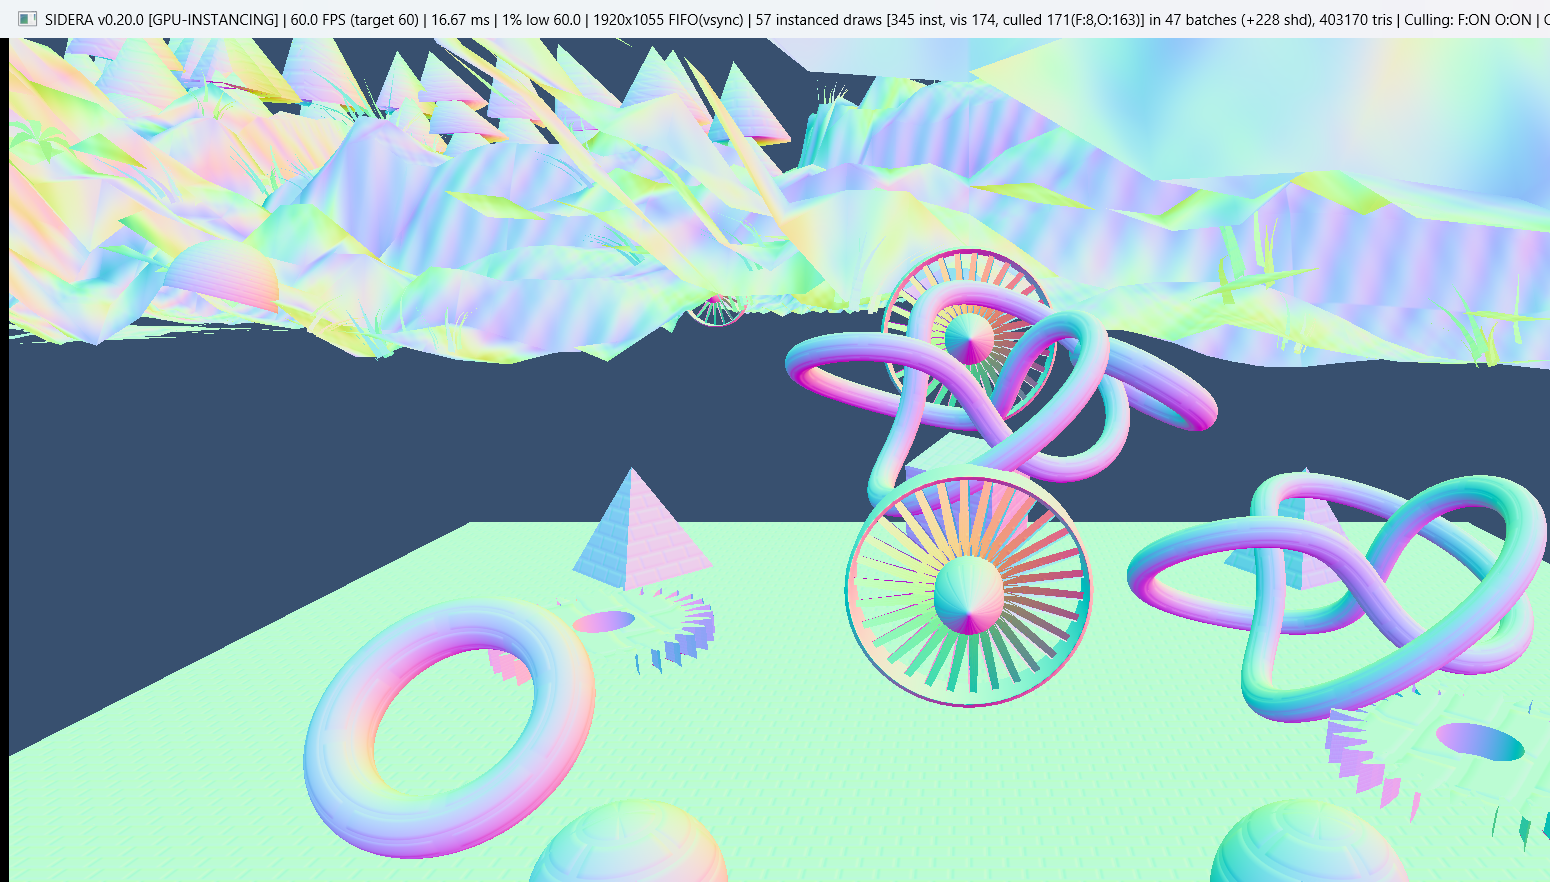 SIDERA v0.20.0 [GPU-INSTANCING] | 60.0 FPS (target 60) | 16.67 ms | 1% low 60.0 | 1920x1055 FIFO(vsync) | 57 instanced draws [345 inst, vis 174, culled 171(F:8,O:163)] in 47 batches (+228 shd), 403170 tris | Culling: F:ON O:ON |